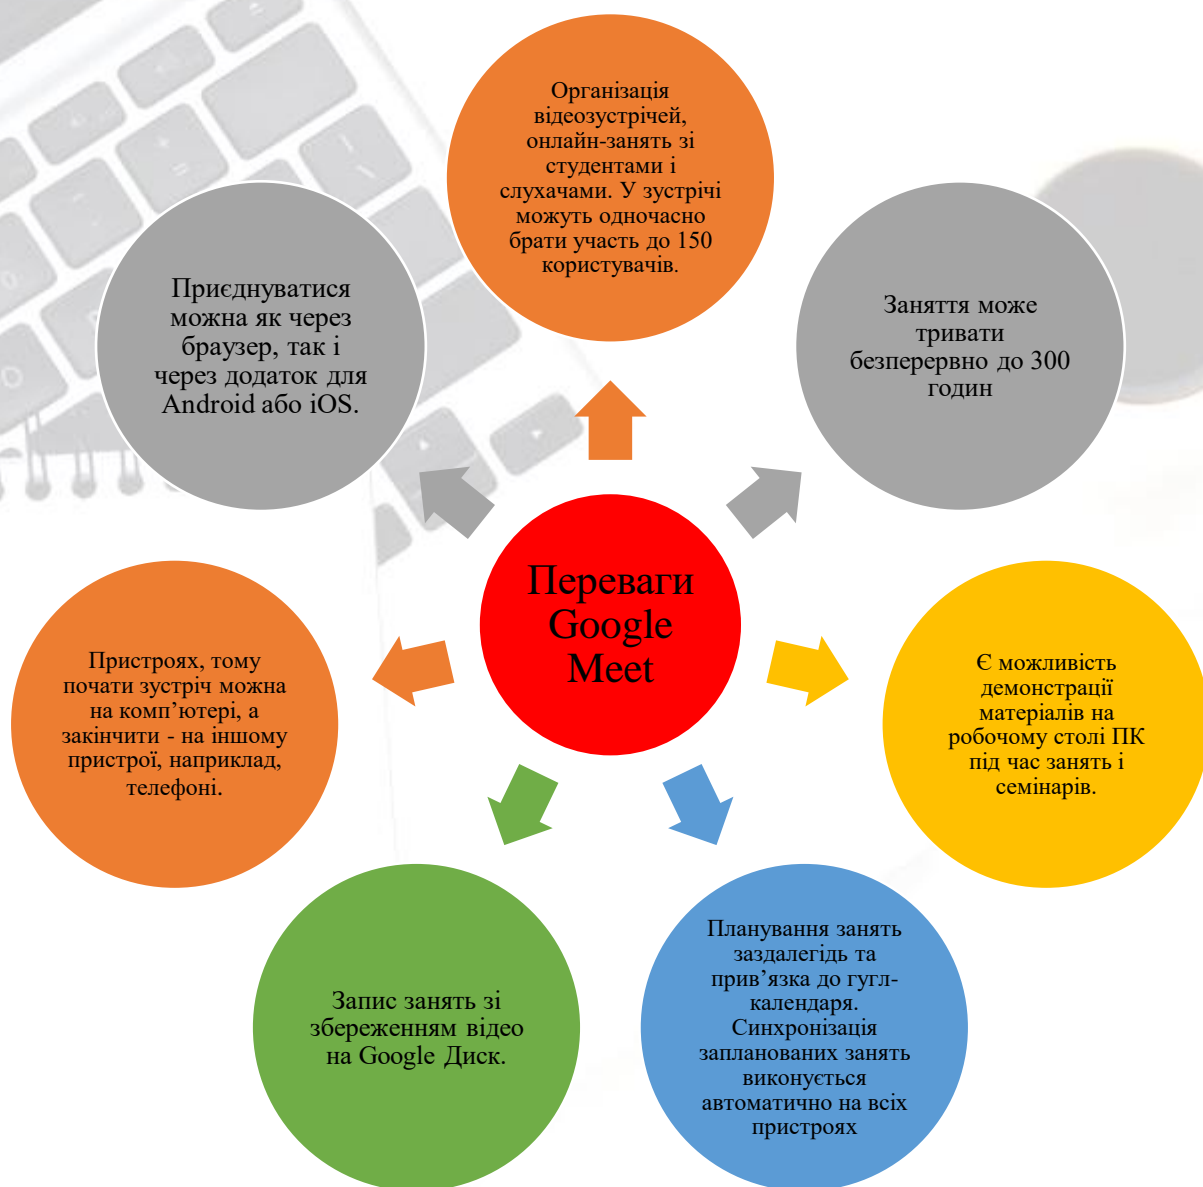 Організація
відеозустрічей,
онлайн-занять зі
студентами і
слухачами. У зустрічі
можуть одночасно
брати участь до 150
користувачів.
Приєднуватися
можна як через
браузер, так і
через додаток для
Android або iOS.
Заняття може
тривати
безперервно до 300
годин
Переваги
Google
Meet
Пристроях, тому
почати зустріч можна
на комп’ютері, а
закінчити - на іншому
пристрої, наприклад,
телефоні.
Є можливість
демонстрації
матеріалів на
робочому столі ПК
під час занять і
семінарів.
Запис занять зі
збереженням відео
на Google Диск.
Планування занять
заздалегідь та
прив’язка до гугл-
календаря.
Синхронізація
запланованих занять
виконується
автоматично на всіх
пристроях